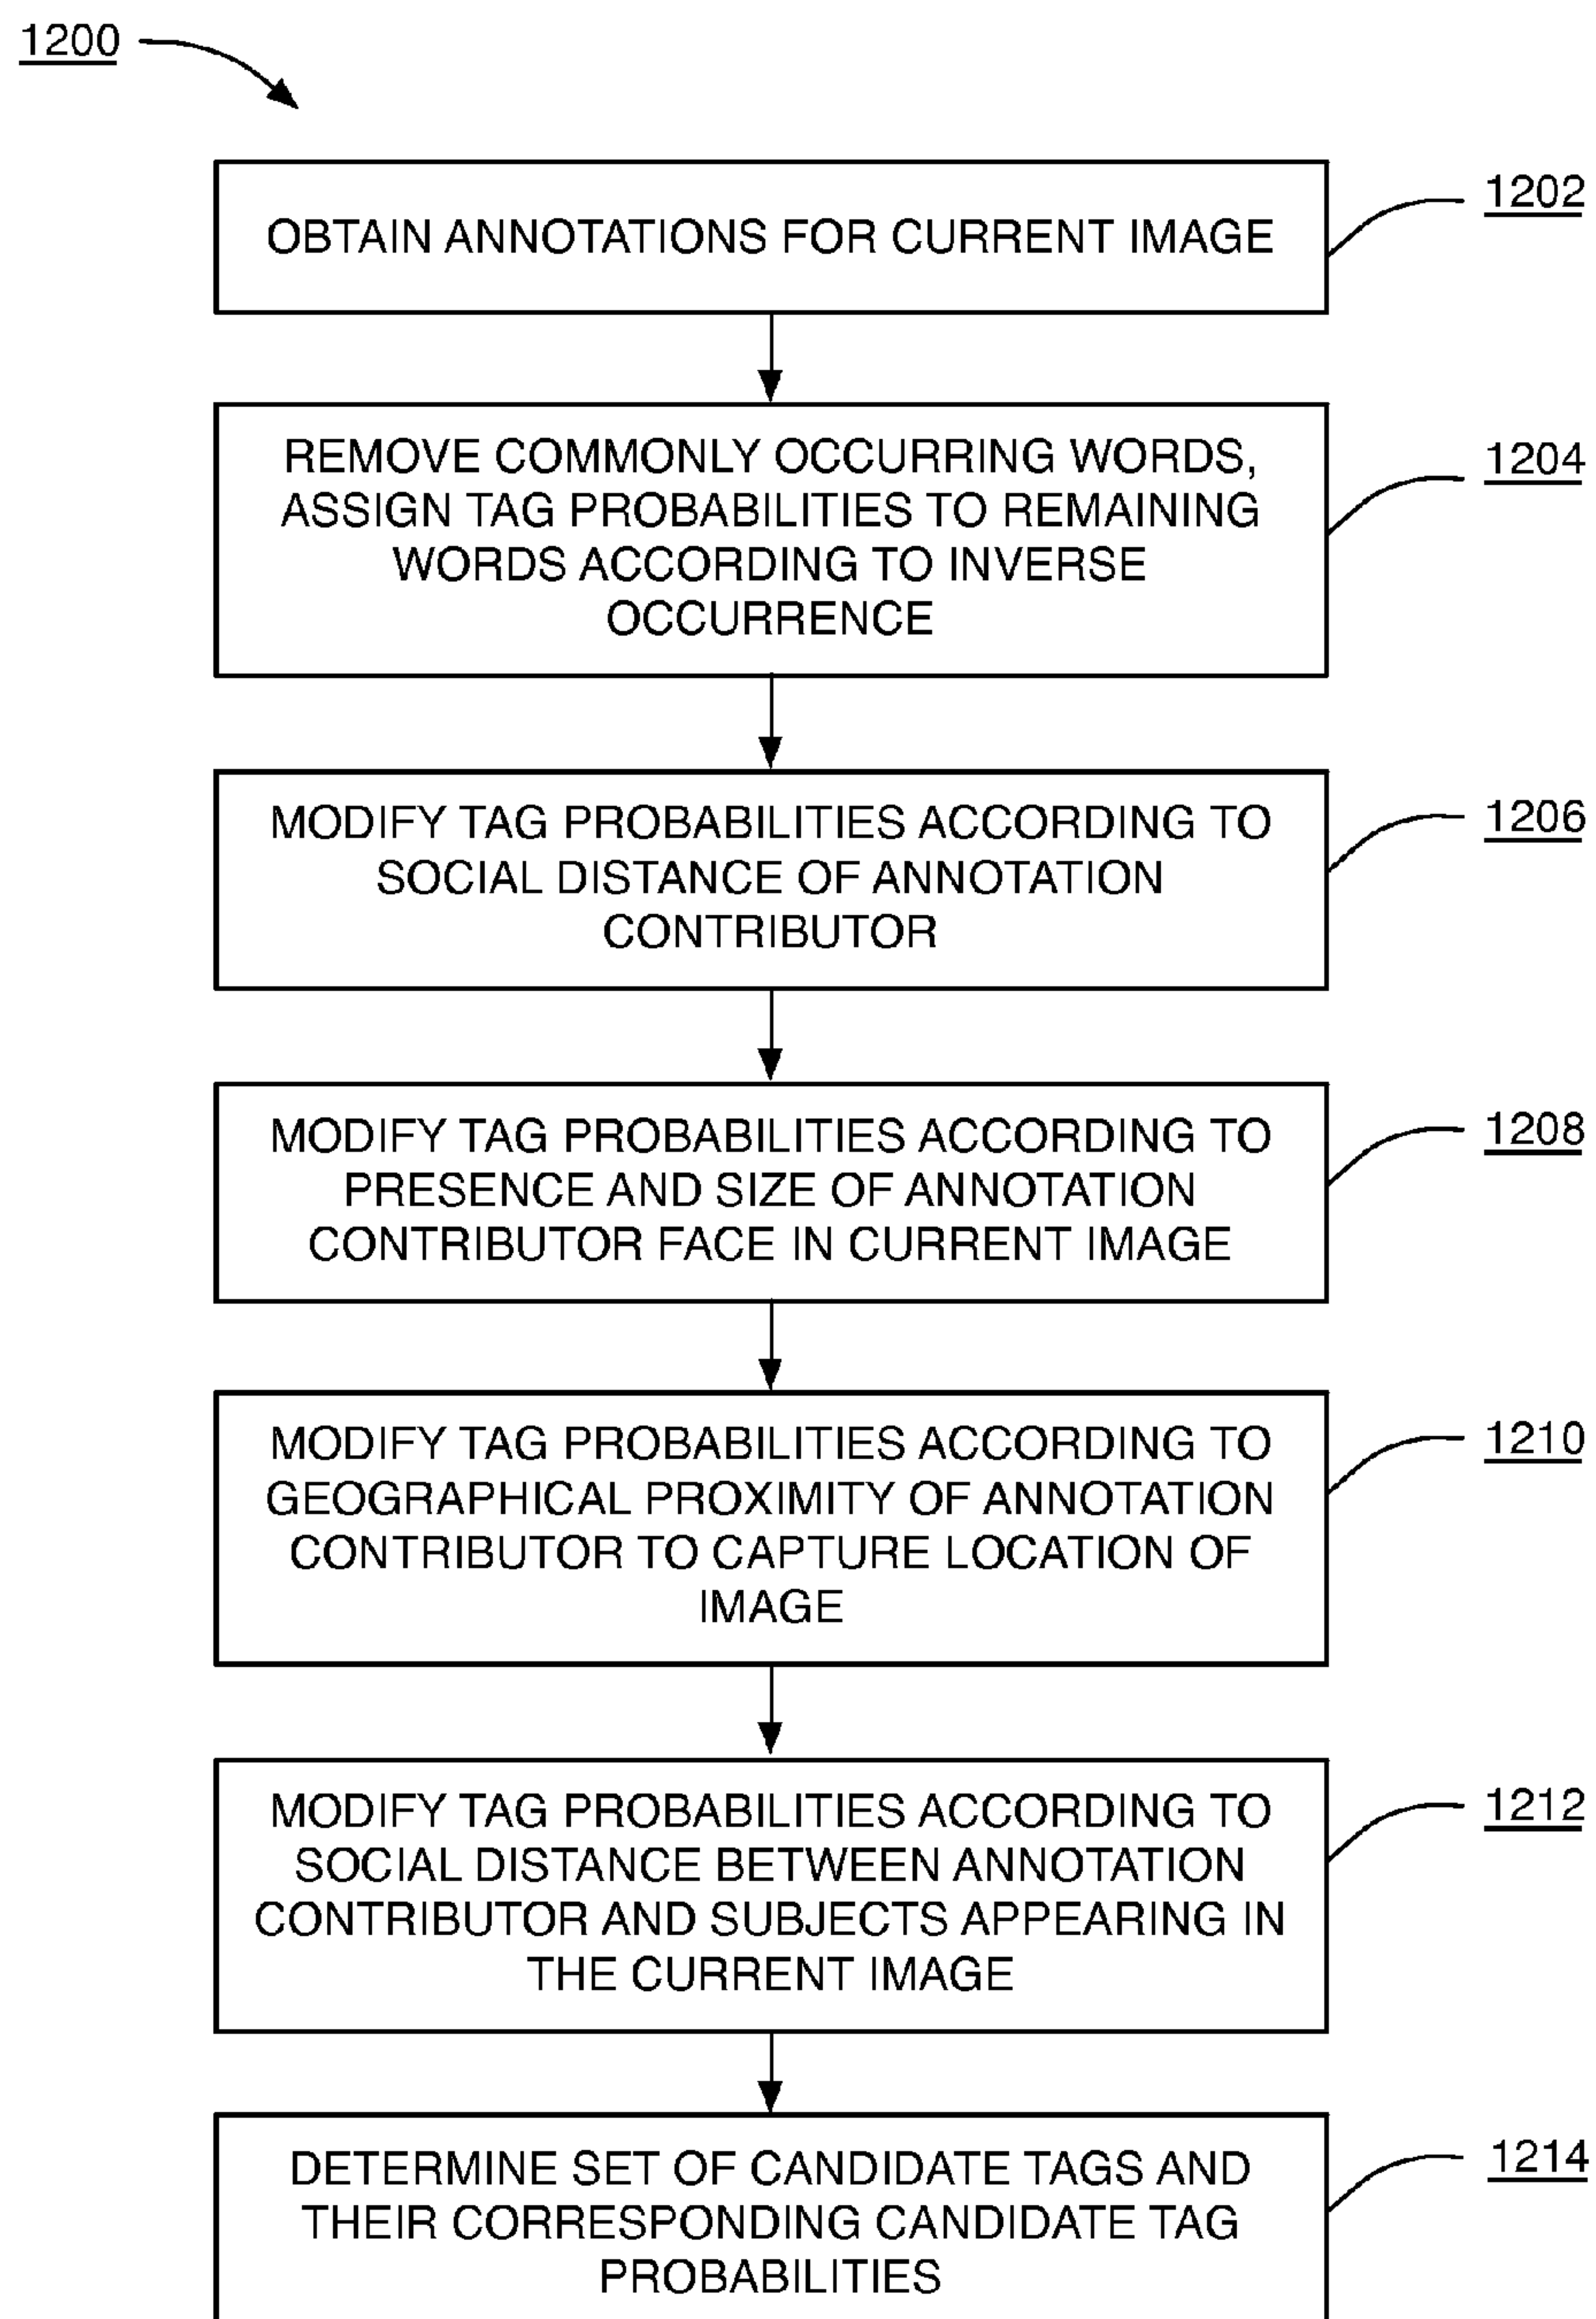 1200
OBTAIN ANNOTATIONS FOR CURRENT IMAGE
1202
REMOVE COMMONLY OCCURRING WORDS,
ASSIGN TAG PROBABILITIES TO REMAINING
WORDS ACCORDING TO INVERSE
OCCURRENCE
1204
MODIFY TAG PROBABILITIES ACCORDING TO
SOCIAL DISTANCE OF ANNOTATION
CONTRIBUTOR
1206
MODIFY TAG PROBABILITIES ACCORDING TO
PRESENCE AND SIZE OF ANNOTATION
CONTRIBUTOR FACE IN CURRENT IMAGE
1208
MODIFY TAG PROBABILITIES ACCORDING TO
GEOGRAPHICAL PROXIMITY OF ANNOTATION
CONTRIBUTOR TO CAPTURE LOCATION OF
IMAGE
1210
MODIFY TAG PROBABILITIES ACCORDING TO
SOCIAL DISTANCE BETWEEN ANNOTATION
CONTRIBUTOR AND SUBJECTS APPEARING IN
THE CURRENT IMAGE
1212
DETERMINE SET OF CANDIDATE TAGS AND
THEIR CORRESPONDING CANDIDATE TAG
PROBABILITIES
1214